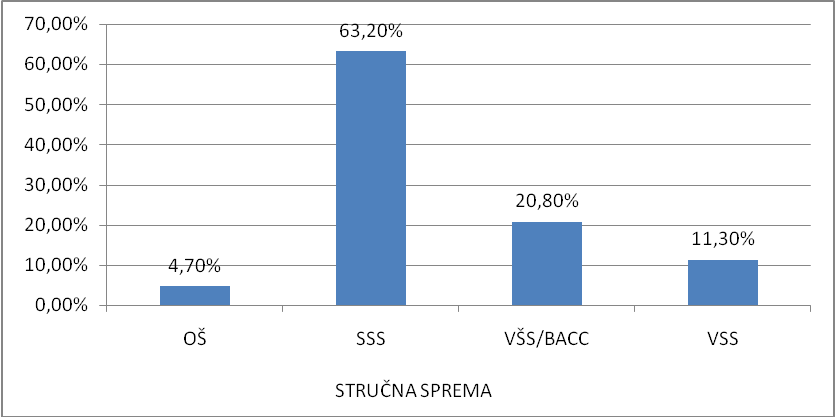 70,00%
60,00%
50,00%
40,00%
30,00%
20,00%
10,00%
0,00%
4,70%
63,20%
20,80%
11,30%
OŠ
SSS
VŠS/BACC
VSS
STRUČNA SPREMA